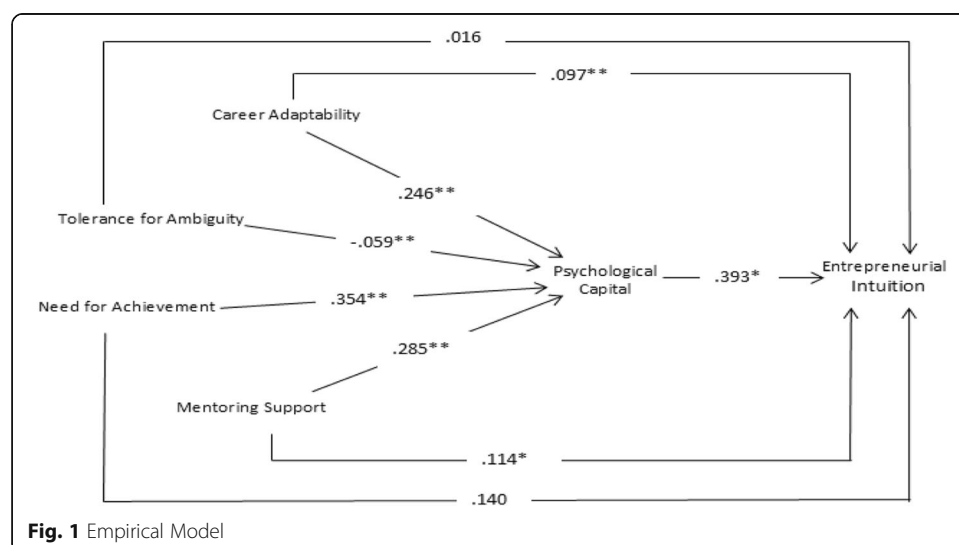 .016
.097**
Career Adaptability
.246**
Tolerance for Ambiguity
-.059**
Psychological
Capital
.393*
Entrepreneurial
Intuition
Need for Achievement
.354**
.285**
Mentoring Support
.114*
.140
Fig. 1 Empirical Model